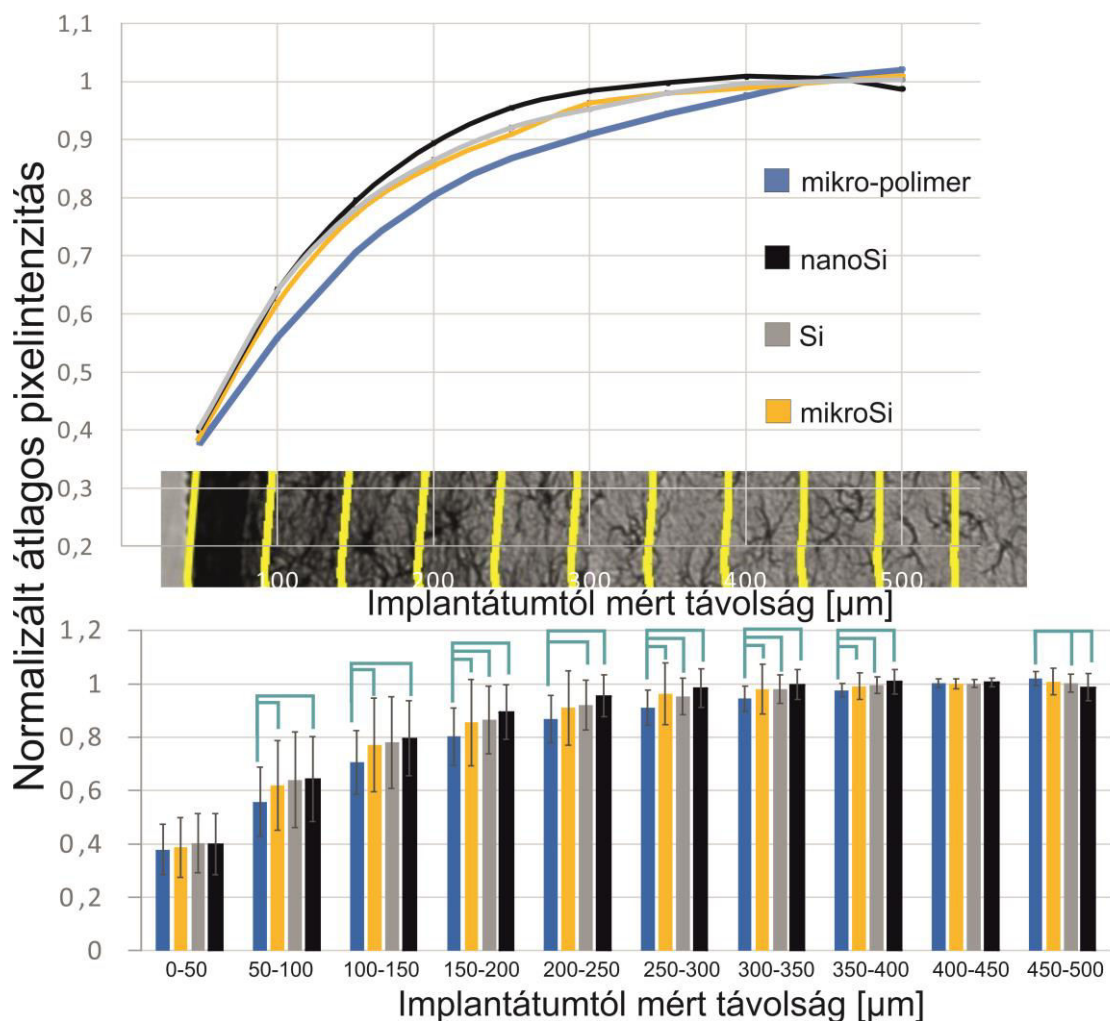 Normalizált átlagos pixelintenzitás
1,1
1
0,9
0,8
0,7
0,6
0,5
0,4
0,3
0,2
mikro-polimer
nanoSi
Si
mikroSi
100 200 300 400 500
Implantátumtól mért távolság [µm]
1,2
1
0,8
0,6
0,4
0,2
0
0-50 50-100 100-150 150-200 200-250 250-300 300-350 350-400 400-450 450-500
Implantátumtól mért távolság [µm]